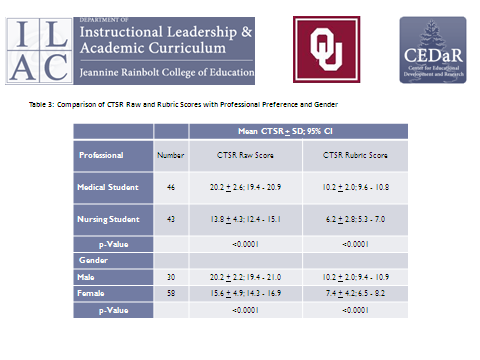 I L
A C
DEPARTMENT OF
Instructional Leadership &
Academic Curriculum
Jeannine Rainbolt College of Education
OU
CEDaR
Center for Educational
Development and Research
Table 3: Comparison of CTSR Raw and Rubric Scores with Professional Preference and Gender
Mean CTSR ± SD; 95% CI
Professional Number CTSR Raw Score CTSR Rubric Score
Medical Student 46 20.2 ± 2.6; 19.4 - 20.9 10.2 ± 2.0; 9.6 - 10.8
Nursing Student 43 13.8 ± 4.3; 12.4 - 15.1 6.2 ± 2.8; 5.3 - 7.0
p-Value <0.0001 <0.0001
Gender
Male 30 20.2 ± 2.2; 19.4 - 21.0 10.2 ± 2.0; 9.4 - 10.9
Female 58 15.6 ± 4.9; 14.3 - 16.9 7.4 ± 4.2; 6.5 - 8.2
p-Value <0.0001 <0.0001